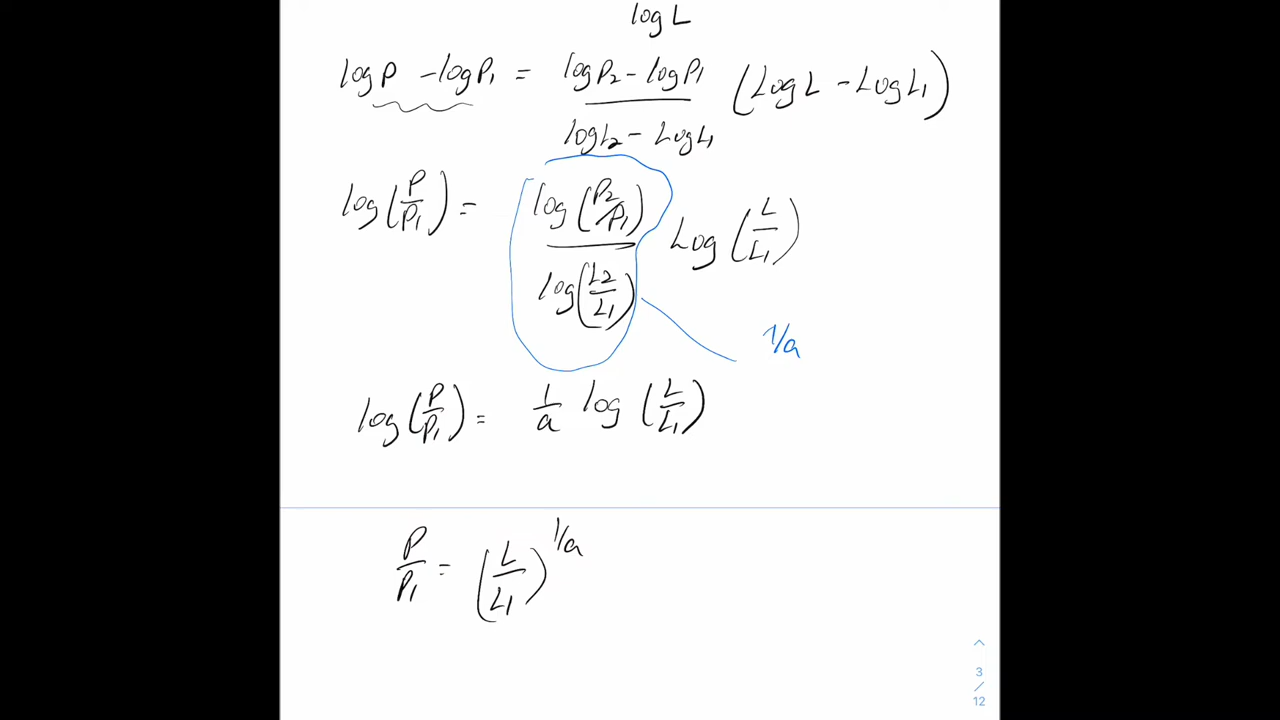 log L
log P - log P1 = log P2 - log P1 / log L2 - Log L1 (Log L - Log L1)
log(P/P1) = log(P2/P1) / log(L2/L1) Log(L/L1)
1/a
log(P/P1) = 1/a log(L/L1)
P/P1 = (L/L1)^1/a
3
/
12